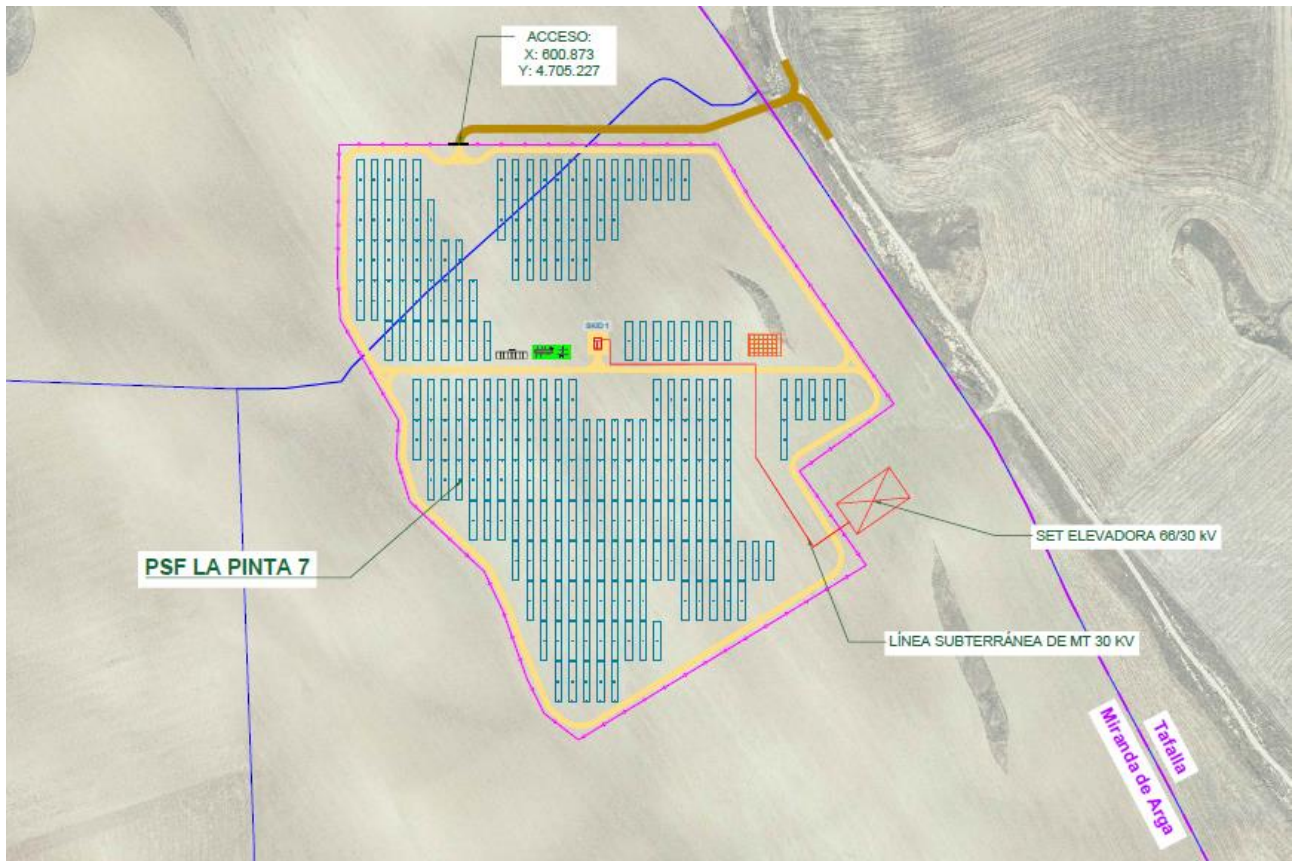 ACCESO:
X: 600.873
Y: 4.705.227
SKID 1
PSF LA PINTA 7
SET ELEVADORA 66/30 kV
LÍNEA SUBTERRÁNEA DE MT 30 KV
Tafalla
Miranda de Arga